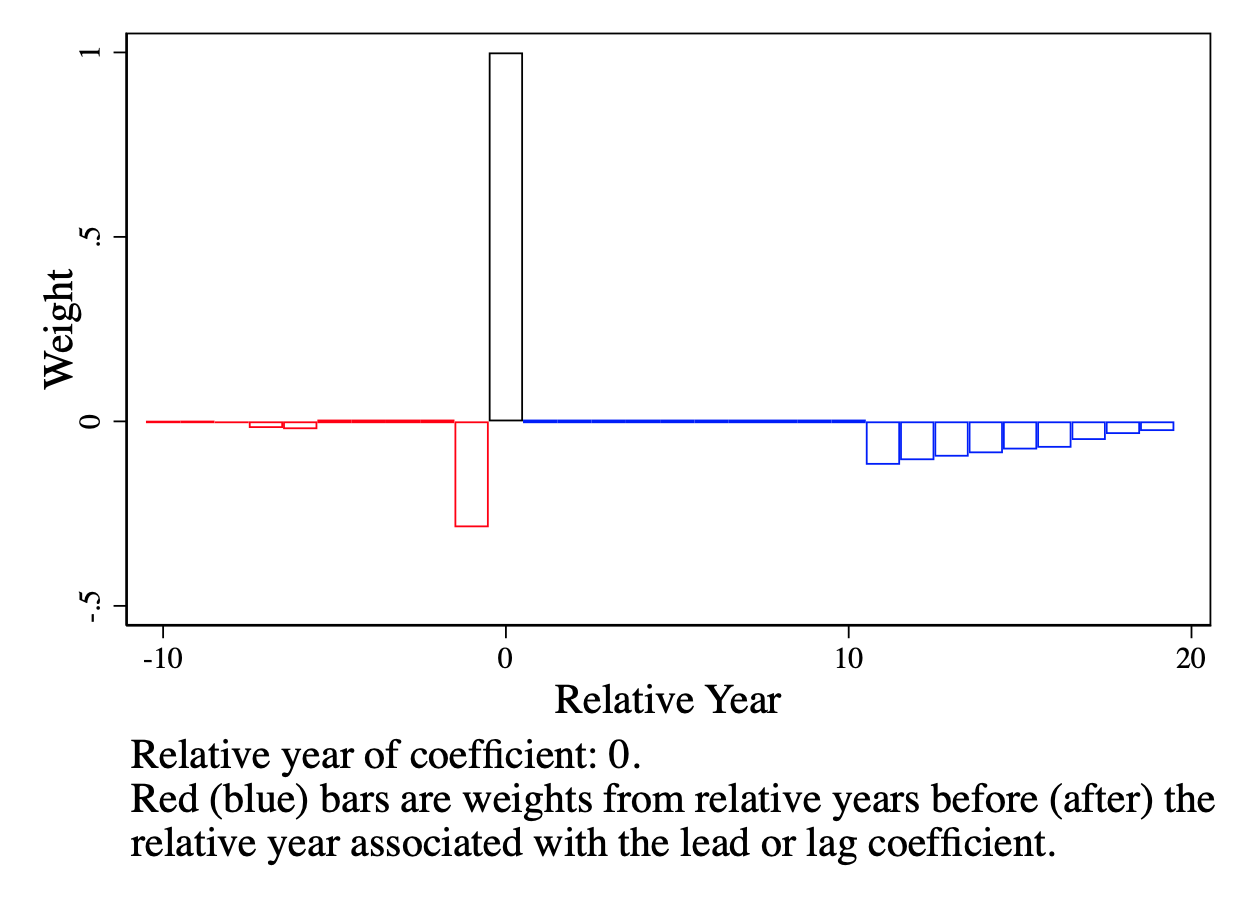 1
.5
0
-.5
Weight
-10 0 10 20
Relative Year
Relative year of coefficient: 0.
Red (blue) bars are weights from relative years before (after) the
relative year associated with the lead or lag coefficient.